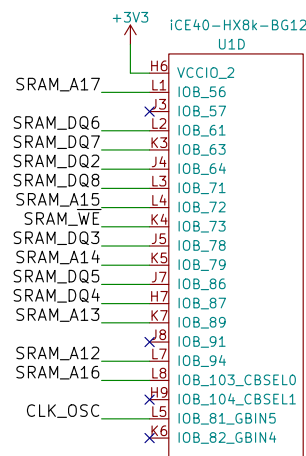 +3V3
iCE40-HX8k-BG12
U1D
H6 VCCIO_2
SRAM_A17 L1 IOB_56
J3 IOB_57
SRAM_DQ6 L2 IOB_61
SRAM_DQ7 K3 IOB_63
SRAM_DQ2 J4 IOB_64
SRAM_DQ8 L3 IOB_71
SRAM_A15 L4 IOB_72
SRAM_WE K4 IOB_73
SRAM_DQ3 J5 IOB_78
SRAM_A14 K5 IOB_79
SRAM_DQ5 J7 IOB_86
SRAM_DQ4 H7 IOB_87
SRAM_A13 K7 IOB_89
J8 IOB_91
SRAM_A12 L7 IOB_94
SRAM_A16 L8 IOB_103_CBSEL0
H9 IOB_104_CBSEL1
CLK_OSC L5 IOB_81_GBIN5
K6 IOB_82_GBIN4